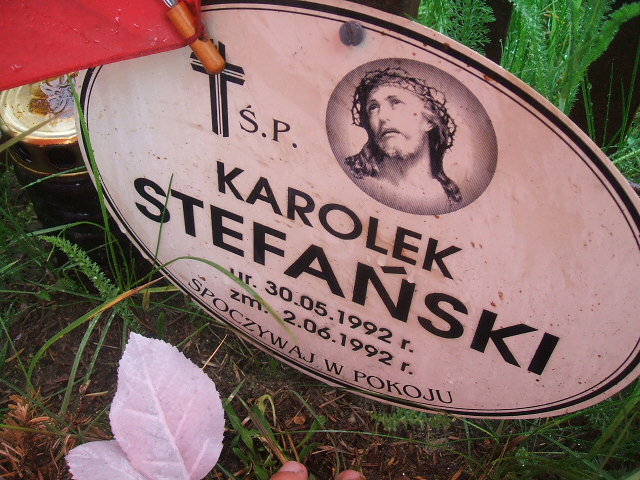 Ś.P.
KAROLEK
STEFAŃSKI
ur. 30.05.1992 r.
zm. 2.06.1992 r.
SPOCZYWAJ W POKOJU